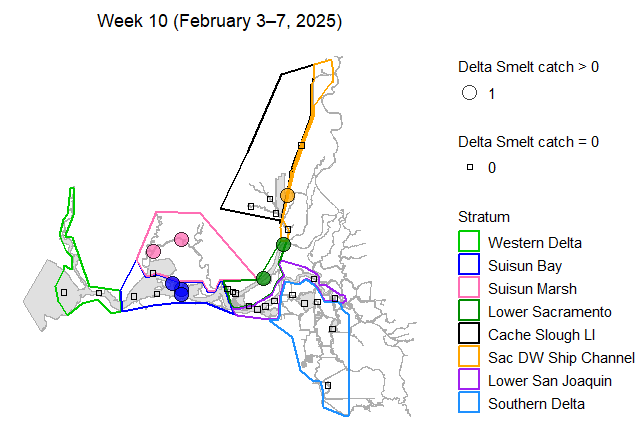 Week 10 (February 3–7, 2025)
Delta Smelt catch > 0
1
Delta Smelt catch = 0
0
Stratum
Western Delta
Suisun Bay
Suisun Marsh
Lower Sacramento
Cache Slough LI
Sac DW Ship Channel
Lower San Joaquin
Southern Delta